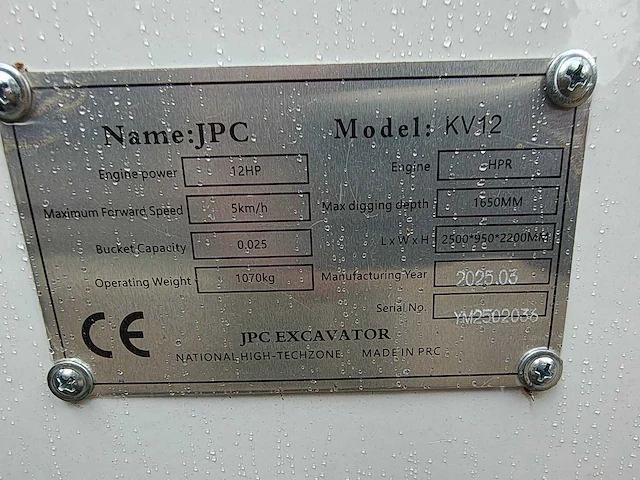 Name:JPC Model: KV12
Engine power 12HP Engine HPR
Maximum Forward Speed 5km/h Max digging depth 1650MM
Bucket Capacity 0.025 L x W x H 2500*950*2200MM
Operating Weight 1070kg Manufacturing Year 2025.03
Serial No. YM2502036
CE
JPC EXCAVATOR
NATIONAL HIGH-TECHZONE MADE IN PRC